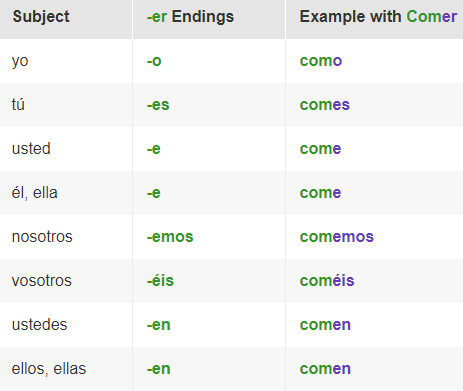 Subject -er Endings Example with Comer
yo -o como
tú -es comes
usted -e come
él, ella -e come
nosotros -emos comemos
vosotros -éis coméis
ustedes -en comen
ellos, ellas -en comen